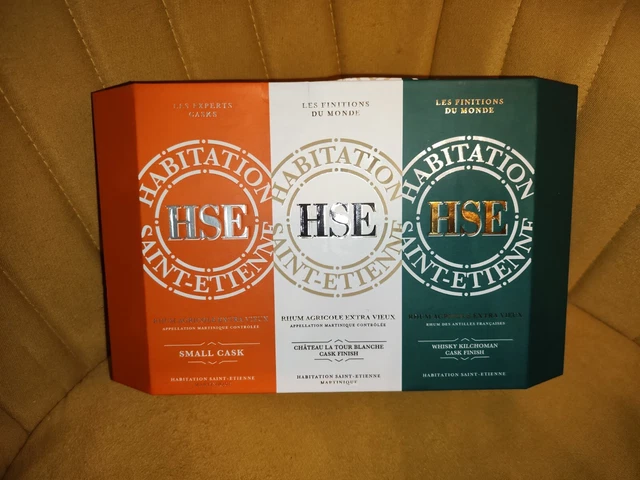 LES EXPERTS
CASKS
HABITATION
HSE
SAINT-ETIENNE
APPELLATION MARTINIQUE CONTRÔLÉE
SMALL CASK
HABITATION SAINT-ETIENNE
LES FINITIONS
DU MONDE
HABITATION
HSE
SAINT-ETIENNE
RHUM AGRICOLE EXTRA VIEUX
APPELLATION MARTINIQUE CONTRÔLÉE
CHÂTEAU LA TOUR BLANCHE
CASK FINISH
HABITATION SAINT-ETIENNE
MARTINIQUE
LES FINITIONS
DU MONDE
HABITATION
HSE
SAINT-ETIENNE
EXTRA VIEUX
RHUM DES ANTILLES FRANÇAISES
WHISKY KILCHOMAN
CASK FINISH
HABITATION SAINT-ETIENNE